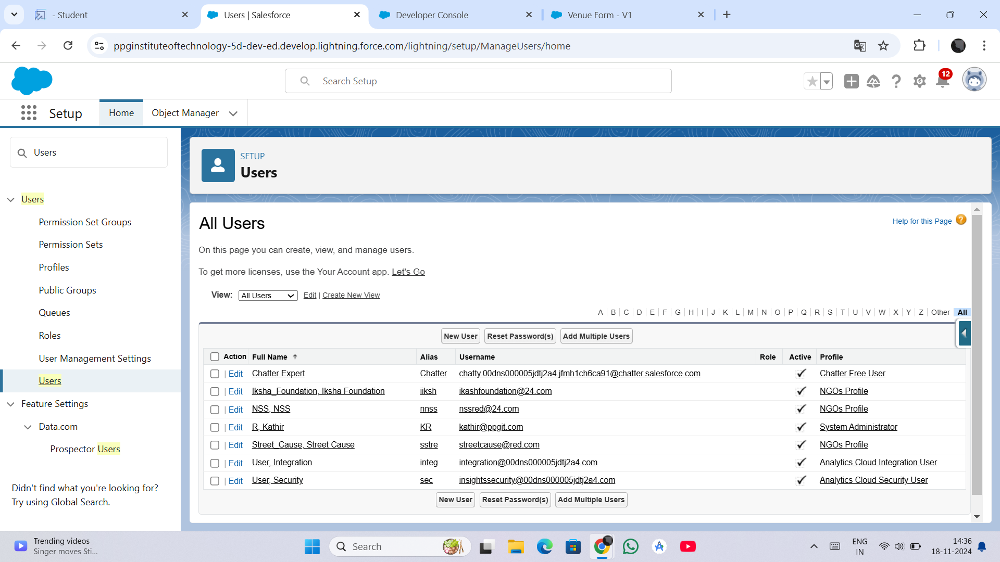 - Student
Users | Salesforce
Developer Console
Venue Form - V1
ppginstituteoftechnology-5d-dev-ed.develop.lightning.force.com/lightning/setup/ManageUsers/home
Search Setup
12
Setup
Home
Object Manager
Users
Users
Permission Set Groups
Permission Sets
Profiles
Public Groups
Queues
Roles
User Management Settings
Users
Feature Settings
Data.com
Prospector Users
Didn't find what you're looking for?
Try using Global Search.
SETUP
Users
All Users
Help for this Page ?
On this page you can create, view, and manage users.
To get more licenses, use the Your Account app. Let's Go
View: All Users Edit | Create New View
A | B | C | D | E | F | G | H | I | J | K | L | M | N | O | P | Q | R | S | T | U | V | W | X | Y | Z | Other | All
New User Reset Password(s) Add Multiple Users
Action Full Name ↑ Alias Username Role Active Profile
| Edit Chatter Expert Chatter chatty.00dns000005jdtj2a4.jfmh1ch6ca91@chatter.salesforce.com ✓ Chatter Free User
| Edit Iksha_Foundation, Iksha Foundation iiksh ikashfoundation@24.com ✓ NGOs Profile
| Edit NSS, NSS nnss nssred@24.com ✓ NGOs Profile
| Edit R, Kathir KR kathir@ppgit.com ✓ System Administrator
| Edit Street_Cause, Street Cause sstre streetcause@red.com ✓ NGOs Profile
| Edit User, Integration integ integration@00dns000005jdtj2a4.com ✓ Analytics Cloud Integration User
| Edit User, Security sec insightssecurity@00dns000005jdtj2a4.com ✓ Analytics Cloud Security User
New User Reset Password(s) Add Multiple Users
Trending videos
Singer moves Sti...
Search
ENG
IN
14:36
18-11-2024